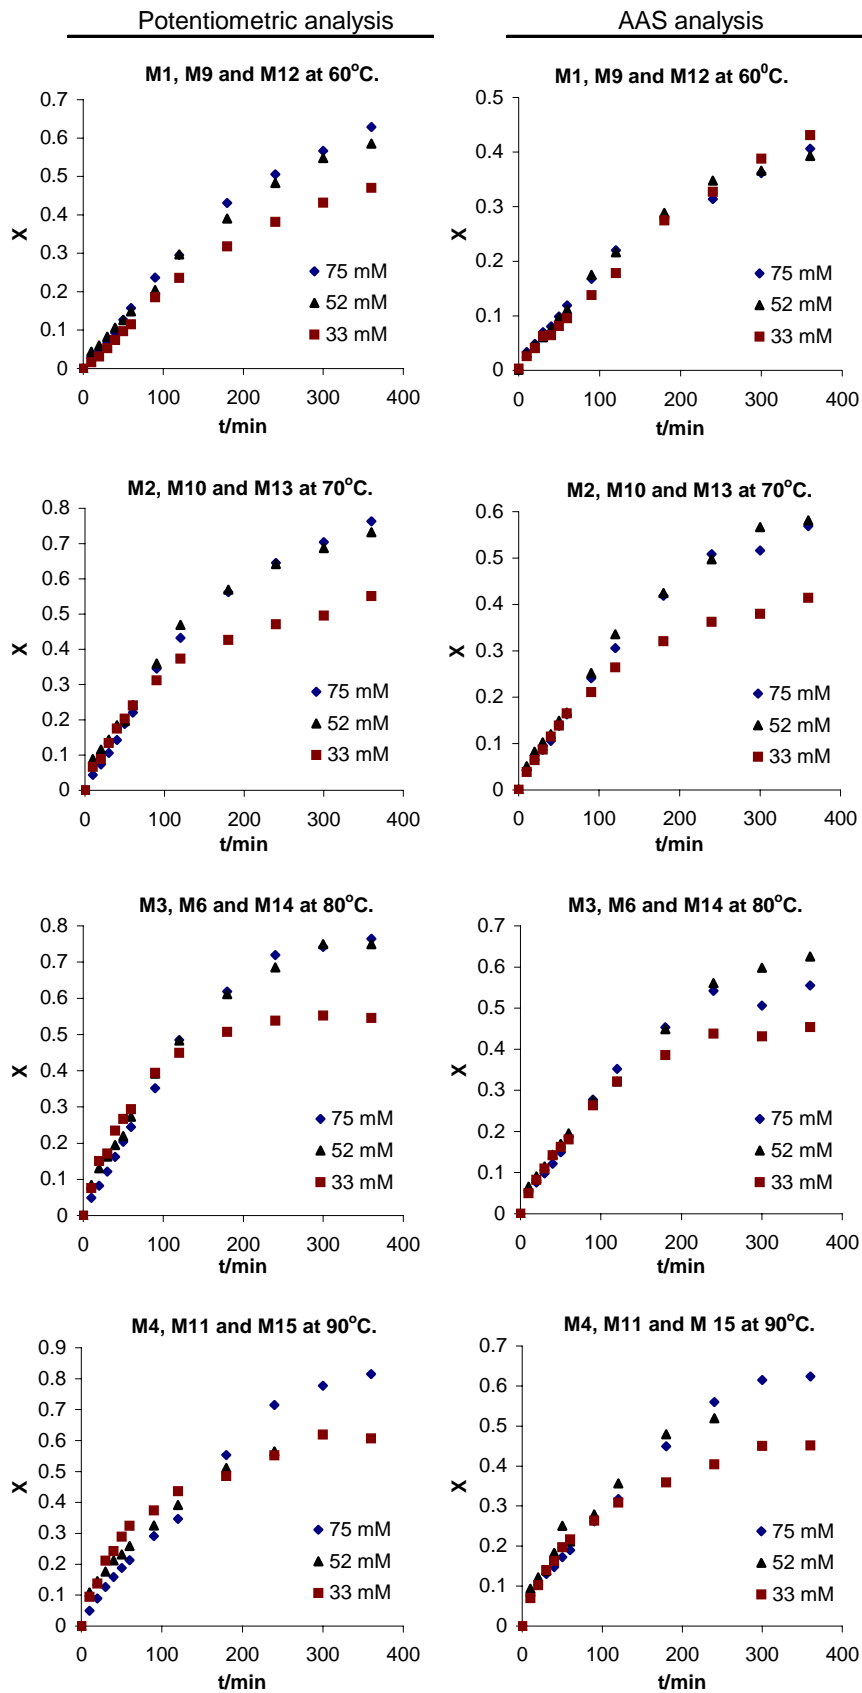 Potentiometric analysis
AAS analysis
M1, M9 and M12 at 60°C.
0.7
0.6
0.5
0.4
0.3
0.2
0.1
0
X
75 mM
52 mM
33 mM
0 100 200 300 400
t/min
M1, M9 and M12 at 60⁰C.
0.5
0.4
0.3
0.2
0.1
0
X
75 mM
52 mM
33 mM
0 100 200 300 400
t/min
M2, M10 and M13 at 70°C.
0.8
0.7
0.6
0.5
0.4
0.3
0.2
0.1
0
X
75 mM
52 mM
33 mM
0 100 200 300 400
t/min
M2, M10 and M13 at 70°C.
0.6
0.5
0.4
0.3
0.2
0.1
0
X
75 mM
52 mM
33 mM
0 100 200 300 400
t/min
M3, M6 and M14 at 80°C.
0.8
0.7
0.6
0.5
0.4
0.3
0.2
0.1
0
X
75 mM
52 mM
33 mM
0 100 200 300 400
t/min
M3, M6 and M14 at 80°C.
0.7
0.6
0.5
0.4
0.3
0.2
0.1
0
X
75 mM
52 mM
33 mM
0 100 200 300 400
t/min
M4, M11 and M15 at 90°C.
0.9
0.8
0.7
0.6
0.5
0.4
0.3
0.2
0.1
0
X
75 mM
52 mM
33 mM
0 100 200 300 400
t/min
M4, M11 and M 15 at 90°C.
0.7
0.6
0.5
0.4
0.3
0.2
0.1
0
X
75 mM
52 mM
33 mM
0 100 200 300 400
t/min